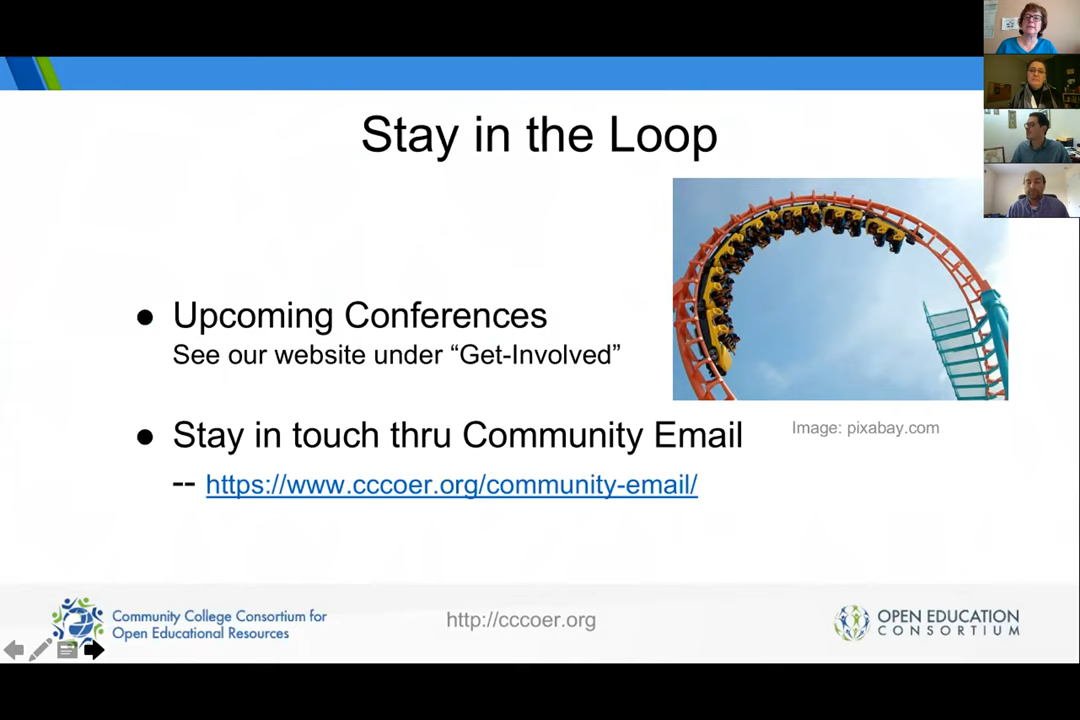 Stay in the Loop
● Upcoming Conferences
See our website under “Get-Involved”
● Stay in touch thru Community Email
-- https://www.cccoer.org/community-email/
Image: pixabay.com
Community College Consortium for
Open Educational Resources
http://cccoer.org
OPEN EDUCATION
CONSORTIUM